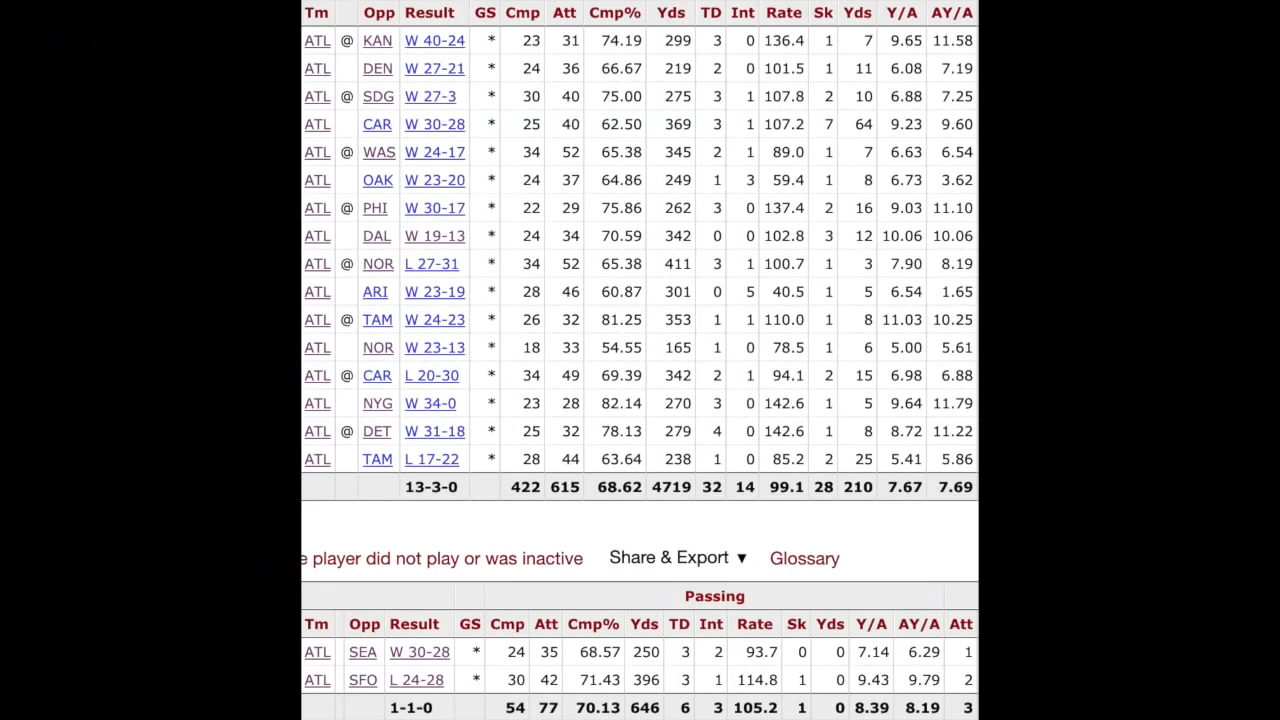 Tm Opp Result GS Cmp Att Cmp% Yds TD Int Rate Sk Yds Y/A AY/A
ATL @ KAN W 40-24 * 23 31 74.19 299 3 0 136.4 1 7 9.65 11.58
ATL DEN W 27-21 * 24 36 66.67 219 2 0 101.5 1 11 6.08 7.19
ATL @ SDG W 27-3 * 30 40 75.00 275 3 1 107.8 2 10 6.88 7.25
ATL CAR W 30-28 * 25 40 62.50 369 3 1 107.2 7 64 9.23 9.60
ATL @ WAS W 24-17 * 34 52 65.38 345 2 1 89.0 1 7 6.63 6.54
ATL OAK W 23-20 * 24 37 64.86 249 1 3 59.4 1 8 6.73 3.62
ATL @ PHI W 30-17 * 22 29 75.86 262 3 0 137.4 2 16 9.03 11.10
ATL DAL W 19-13 * 24 34 70.59 342 0 0 102.8 3 12 10.06 10.06
ATL @ NOR L 27-31 * 34 52 65.38 411 3 1 100.7 1 3 7.90 8.19
ATL ARI W 23-19 * 28 46 60.87 301 0 5 40.5 1 5 6.54 1.65
ATL @ TAM W 24-23 * 26 32 81.25 353 1 1 110.0 1 8 11.03 10.25
ATL NOR W 23-13 * 18 33 54.55 165 1 0 78.5 1 6 5.00 5.61
ATL @ CAR L 20-30 * 34 49 69.39 342 2 1 94.1 2 15 6.98 6.88
ATL NYG W 34-0 * 23 28 82.14 270 3 0 142.6 1 5 9.64 11.79
ATL @ DET W 31-18 * 25 32 78.13 279 4 0 142.6 1 8 8.72 11.22
ATL TAM L 17-22 * 28 44 63.64 238 1 0 85.2 2 25 5.41 5.86
13-3-0 422 615 68.62 4719 32 14 99.1 28 210 7.67 7.69
e player did not play or was inactive Share & Export ▼ Glossary
Passing
Tm Opp Result GS Cmp Att Cmp% Yds TD Int Rate Sk Yds Y/A AY/A Att
ATL SEA W 30-28 * 24 35 68.57 250 3 2 93.7 0 0 7.14 6.29 1
ATL SFO L 24-28 * 30 42 71.43 396 3 1 114.8 1 0 9.43 9.79 2
1-1-0 54 77 70.13 646 6 3 105.2 1 0 8.39 8.19 3